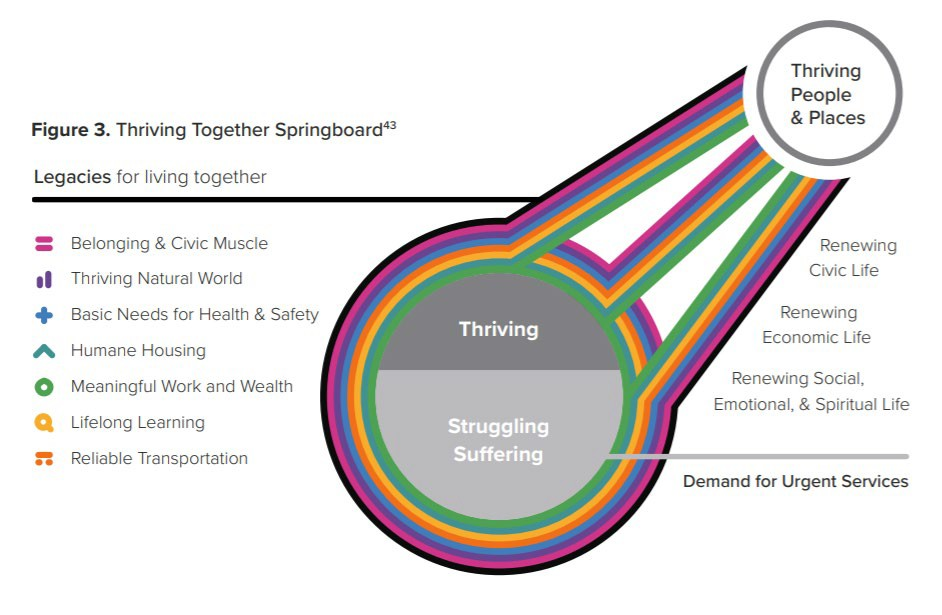 Figure 3. Thriving Together Springboard43
Legacies for living together
Belonging & Civic Muscle
Thriving Natural World
Basic Needs for Health & Safety
Humane Housing
Meaningful Work and Wealth
Lifelong Learning
Reliable Transportation
Thriving
Struggling
Suffering
Thriving
People
& Places
Renewing
Civic Life
Renewing
Economic Life
Renewing Social,
Emotional, & Spiritual Life
Demand for Urgent Services